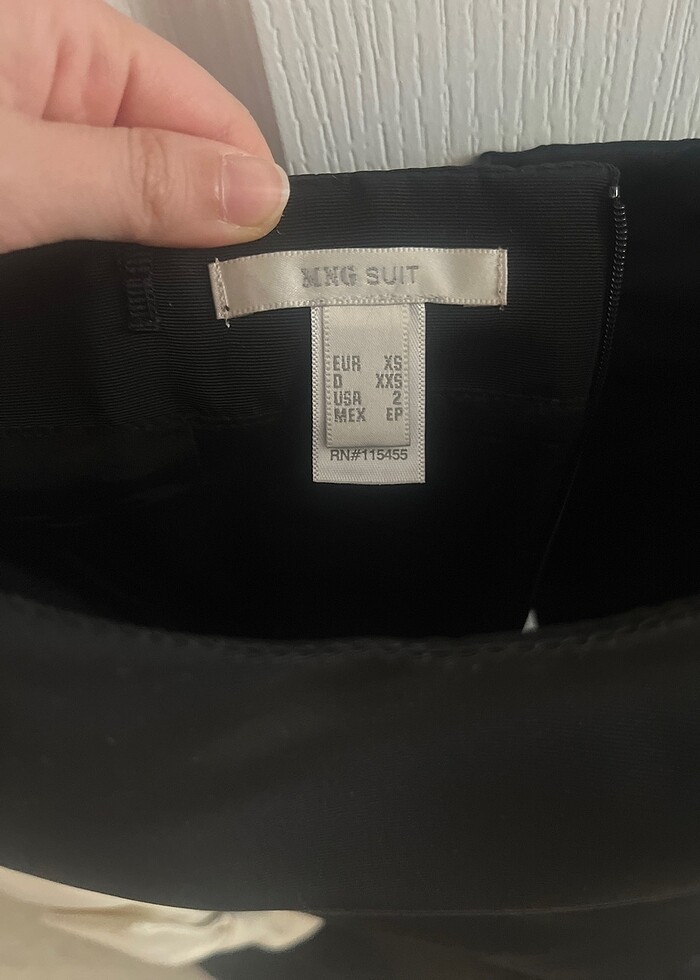 MNG SUIT
EUR XS
D XXS
USA 2
MEX EP
RN#115455